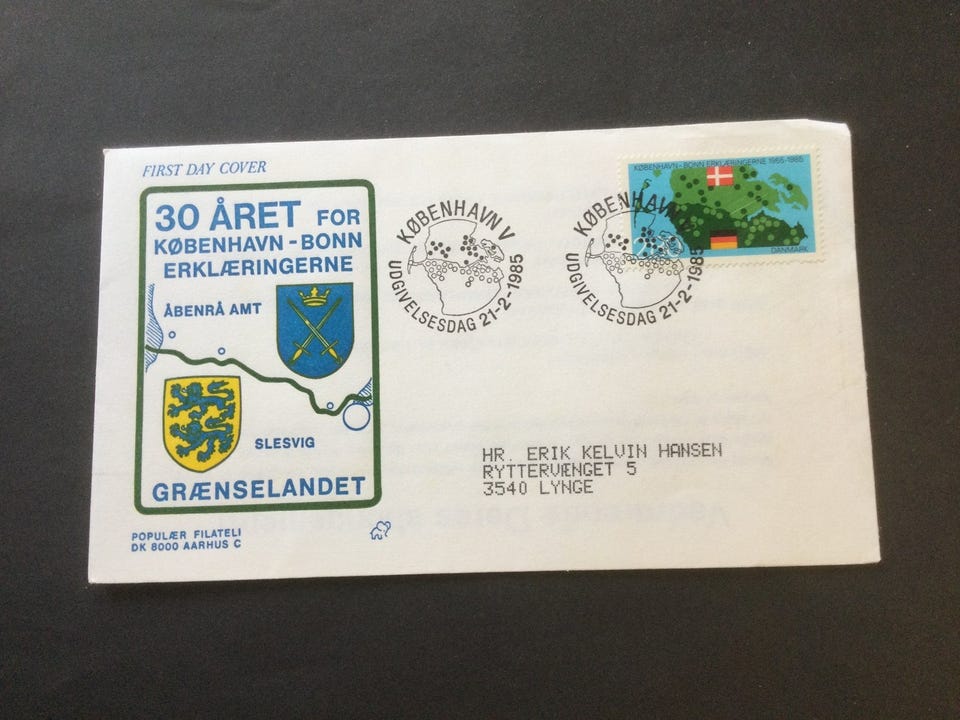 FIRST DAY COVER
30 ÅRET FOR
KØBENHAVN - BONN
ERKLÆRINGERNE
ÅBENRÅ AMT
SLESVIG
GRÆNSELANDET
POPULÆR FILATELI
DK 8000 AARHUS C
KØBENHAVN V
UDGIVELSESDAG 21-2-1985
KØBENHAVN V
UDGIVELSESDAG 21-2-1985
KØBENHAVN - BONN ERKLÆRINGERNE 1955-1985
DANMARK
HR. ERIK KELVIN HANSEN
RYTTERVÆNGET 5
3540 LYNGE